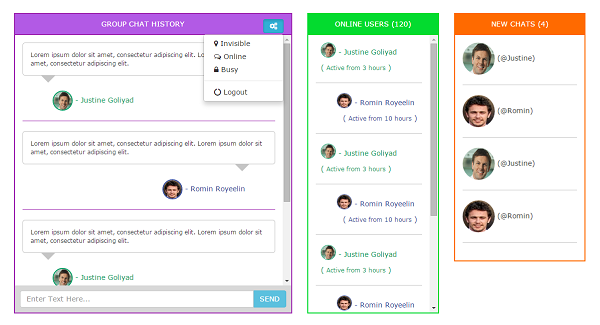 GROUP CHAT HISTORY
Invisible
Online
Busy
Logout
Lorem ipsum dolor sit amet, consectetur adipiscing elit. Lo
amet, consectetur adipiscing elit.
- Justine Goliyad
Lorem ipsum dolor sit amet, consectetur adipiscing elit. Lorem ipsum dolor sit
amet, consectetur adipiscing elit.
- Romin Royeelin
Lorem ipsum dolor sit amet, consectetur adipiscing elit. Lorem ipsum dolor sit
amet, consectetur adipiscing elit.
- Justine Goliyad
Enter Text Here...
SEND
ONLINE USERS (120)
- Justine Goliyad
( Active from 3 hours )
- Romin Royeelin
( Active from 10 hours )
- Justine Goliyad
( Active from 3 hours )
- Romin Royeelin
( Active from 10 hours )
- Justine Goliyad
( Active from 3 hours )
- Romin Royeelin
NEW CHATS (4)
(@Justine)
(@Romin)
(@Justine)
(@Romin)